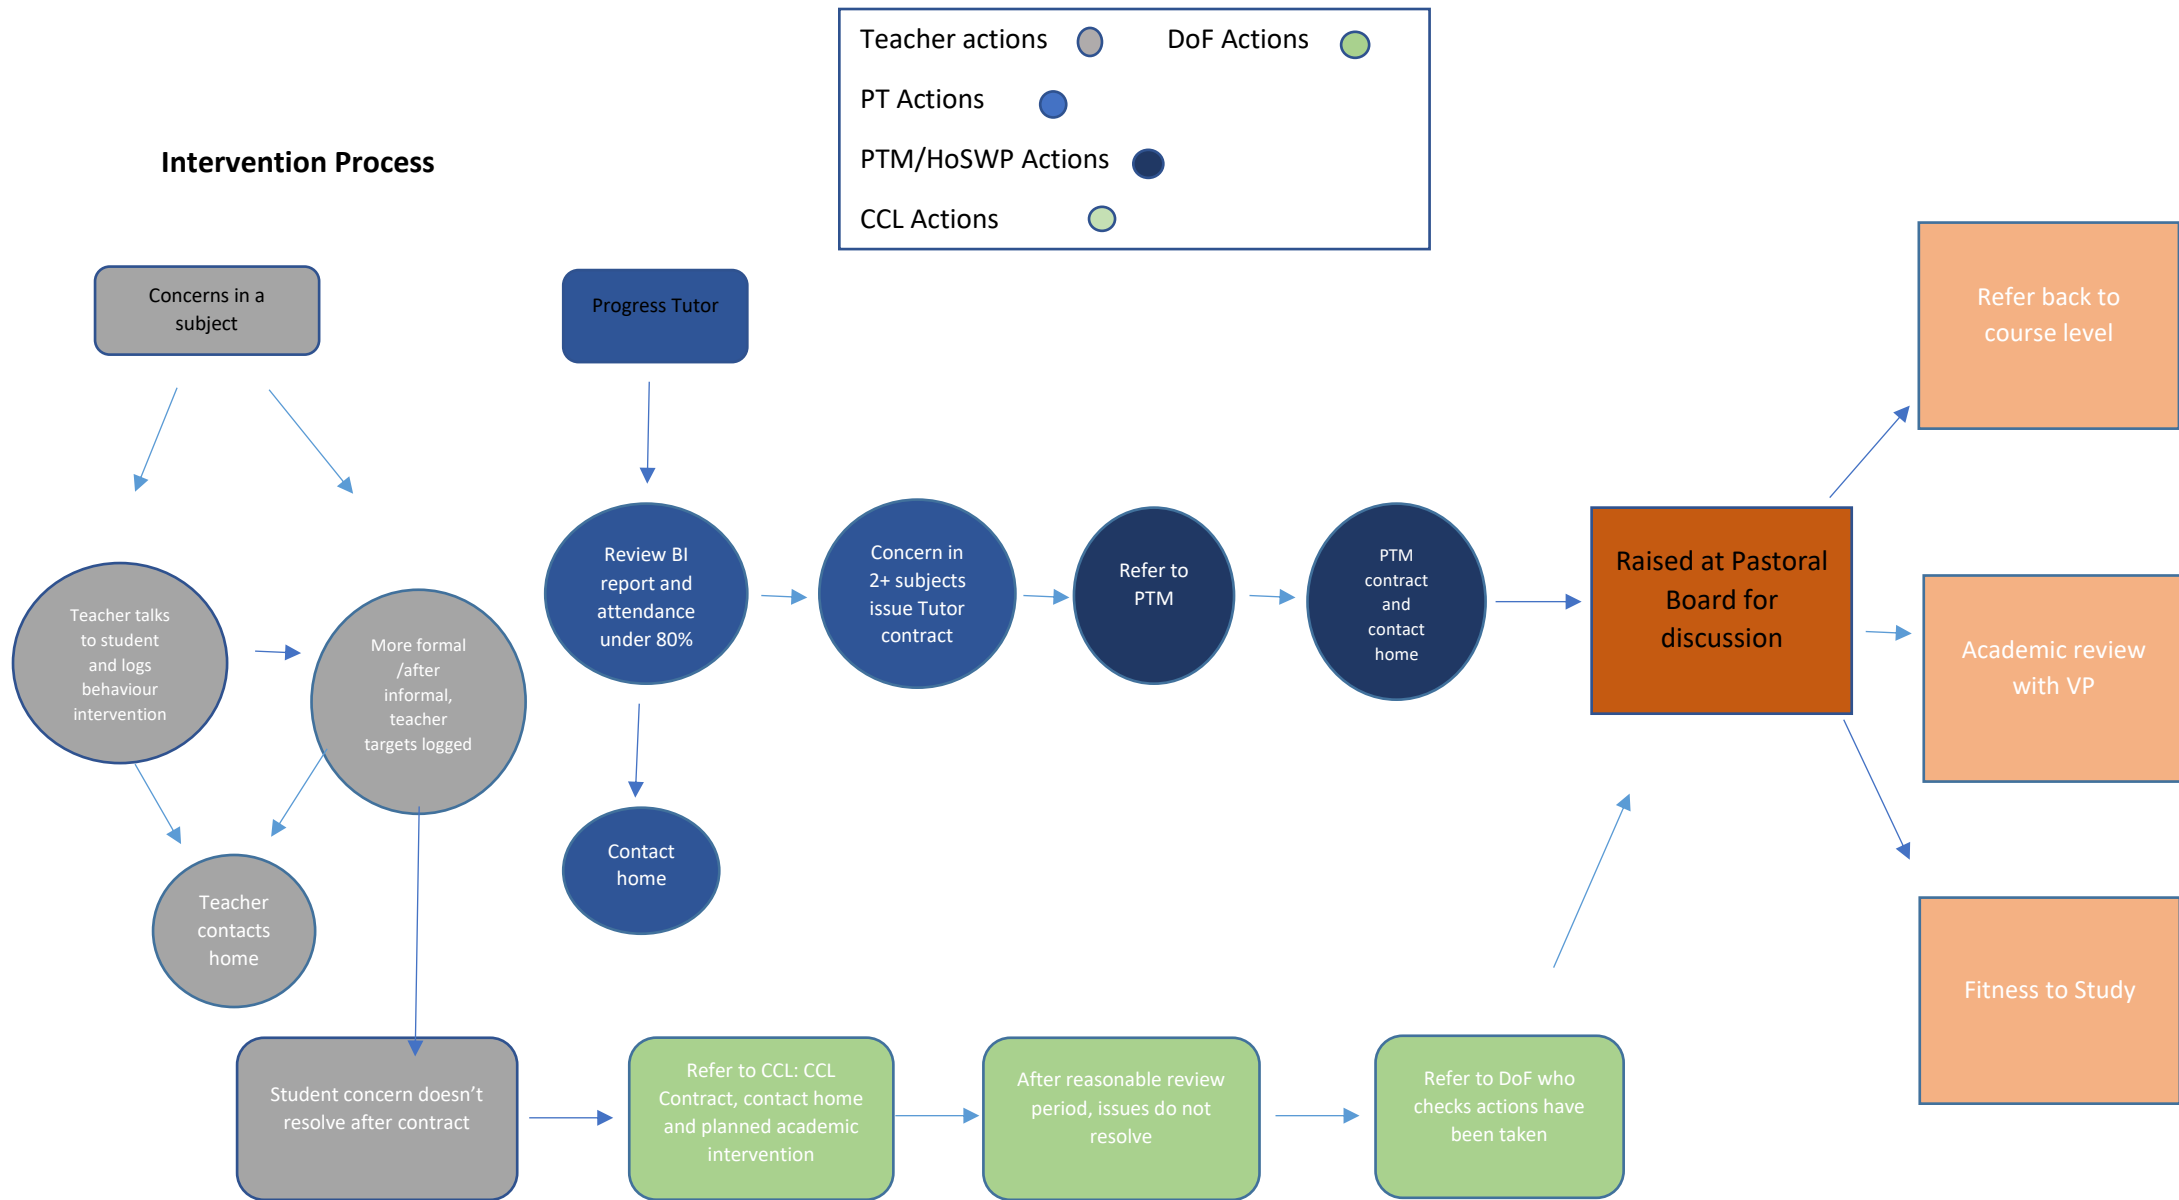 Teacher actions
DoF Actions
PT Actions
PTM/HoSWP Actions
CCL Actions
Intervention Process
Concerns in a
subject
Progress Tutor
Teacher talks
to student
and logs
behaviour
intervention
More formal
/after
informal,
teacher
targets logged
Teacher
contacts
home
Review BI
report and
attendance
under 80%
Contact
home
Concern in
2+ subjects
issue Tutor
contract
Refer to
PTM
PTM
contract
and
contact
home
Raised at Pastoral
Board for
discussion
Refer back to
course level
Academic review
with VP
Fitness to Study
Student concern doesn’t
resolve after contract
Refer to CCL: CCL
Contract, contact home
and planned academic
intervention
After reasonable review
period, issues do not
resolve
Refer to DoF who
checks actions have
been taken